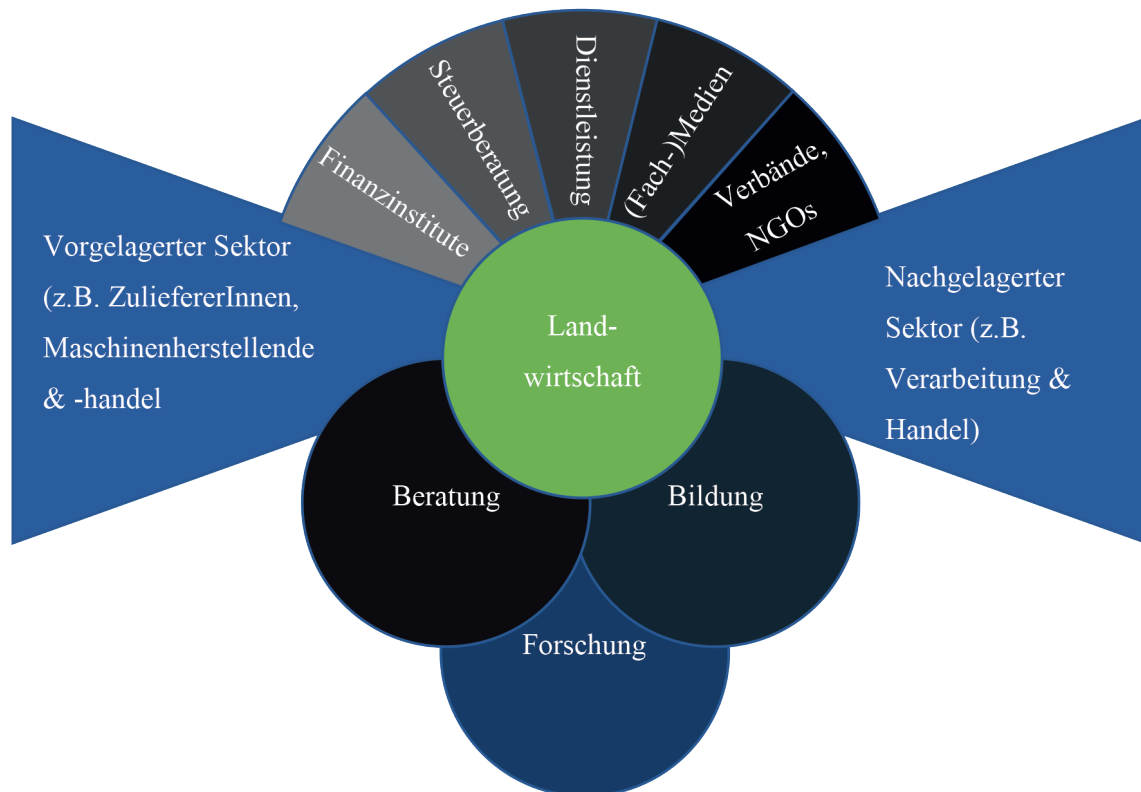 Finanzinstitute
Steuerberatung
Dienstleistung
(Fach-)Medien
Verbände,
NGOs
Vorgelagerter Sektor
(z.B. ZuliefererInnen,
Maschinenherstellende
& -handel
Land-
wirtschaft
Nachgelagerter
Sektor (z.B.
Verarbeitung &
Handel)
Beratung
Bildung
Forschung